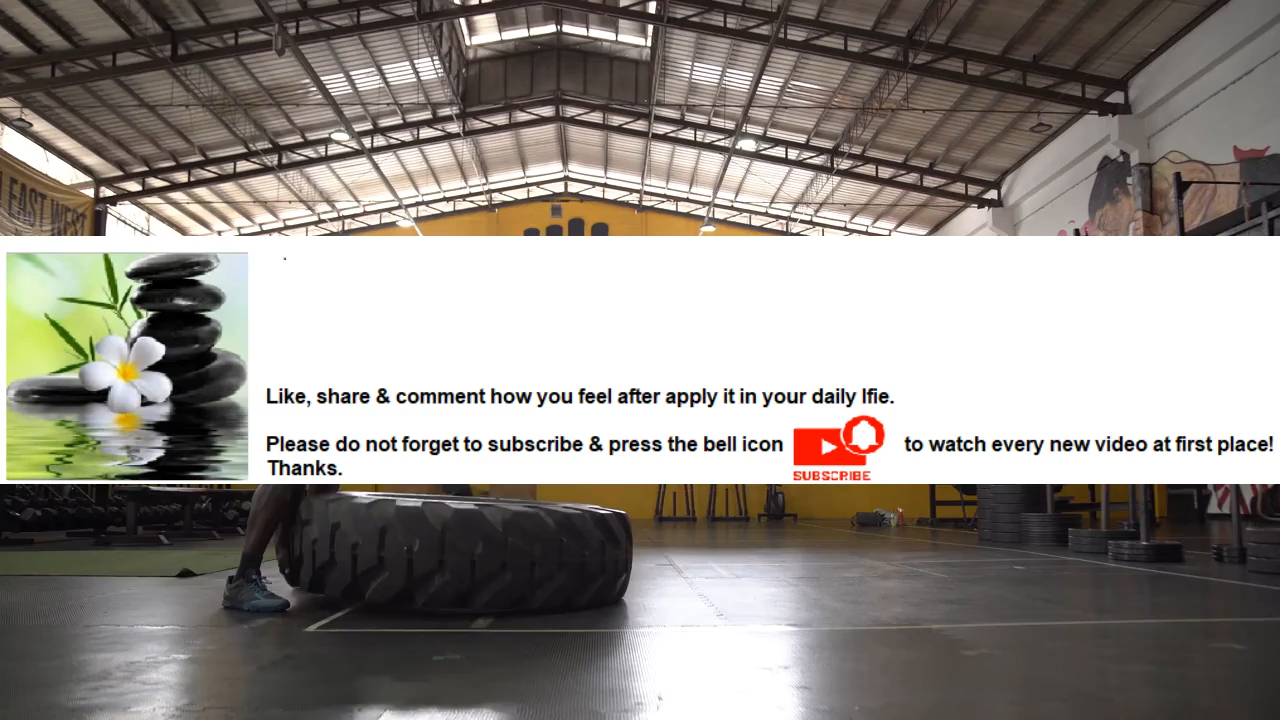 EAST WEST
Like, share & comment how you feel after apply it in your daily lfie.
Please do not forget to subscribe & press the bell icon SUBSCRIBE to watch every new video at first place!
Thanks.